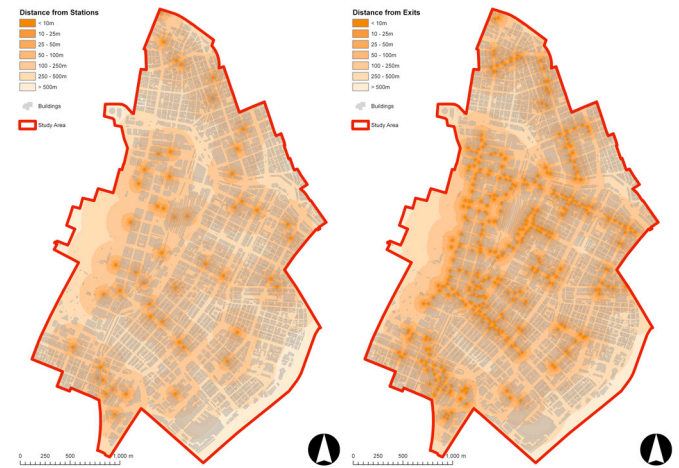 Distance from Stations
< 10m
10 - 25m
25 - 50m
50 - 100m
100 - 250m
250 - 500m
> 500m
Buildings
Study Area
0 250 500 1.000 m
Distance from Exits
< 10m
10 - 25m
25 - 50m
50 - 100m
100 - 250m
250 - 500m
> 500m
Buildings
Study Area
0 250 500 1.000 m